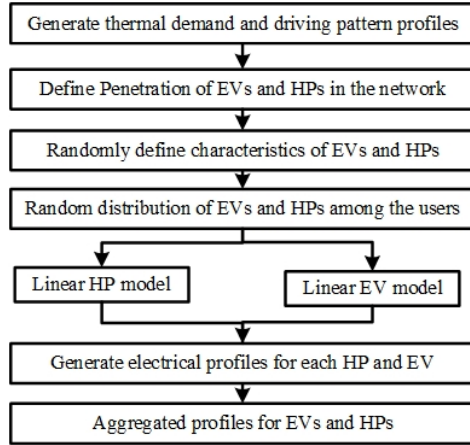 Generate thermal demand and driving pattern profiles
Define Penetration of EVs and HPs in the network
Randomly define characteristics of EVs and HPs
Random distribution of EVs and HPs among the users
Linear HP model
Linear EV model
Generate electrical profiles for each HP and EV
Aggregated profiles for EVs and HPs